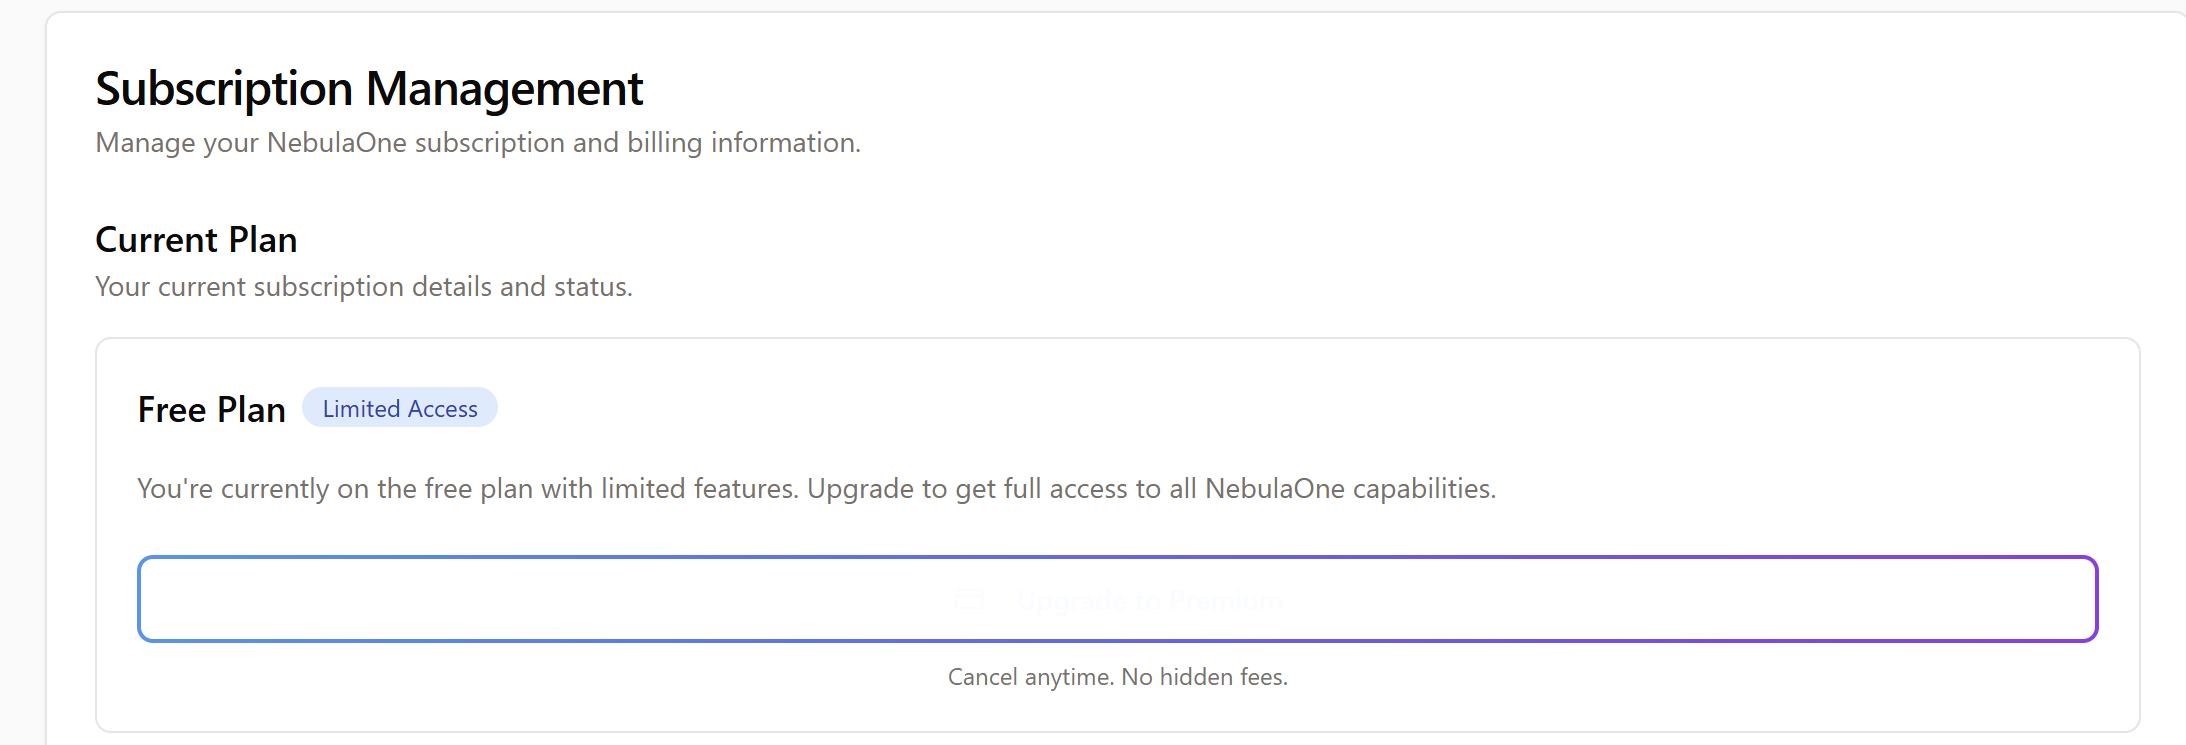 Subscription Management
Manage your NebulaOne subscription and billing information.
Current Plan
Your current subscription details and status.
Free Plan
Limited Access
You're currently on the free plan with limited features. Upgrade to get full access to all NebulaOne capabilities.
Upgrade to Premium
Cancel anytime. No hidden fees.